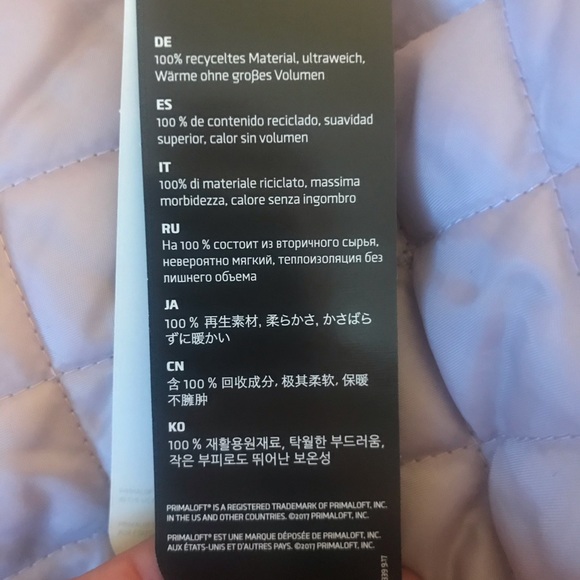 DE
100% recyceltes Material, ultraweich,
Wärme ohne großes Volumen
ES
100 % de contenido reciclado, suavidad
superior, calor sin volumen
IT
100% di materiale riciclato, massima
morbidezza, calore senza ingombro
RU
На 100 % состоит из вторичного сырья,
невероятно мягкий, теплоизоляция без
лишнего объема
JA
100 % 再生素材, 柔らかさ, かさばら
ずに暖かい
CN
含 100 % 回收成分, 极其柔软, 保暖
不臃肿
KO
100 % 재활용원재료, 탁월한 부드러움,
작은 부피로도 뛰어난 보온성
PRIMALOFT® IS A REGISTERED TRADEMARK OF PRIMALOFT, INC.
IN THE US AND OTHER COUNTRIES. ©2017 PRIMALOFT, INC.
PRIMALOFT® EST UNE MARQUE DÉPOSÉE DE PRIMALOFT, INC.
AUX ÉTATS-UNIS ET D'AUTRES PAYS. ©2017 PRIMALOFT, INC.